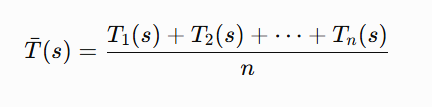 T̄(s) = (T₁(s) + T₂(s) + ⋯ + Tₙ(s)) / n